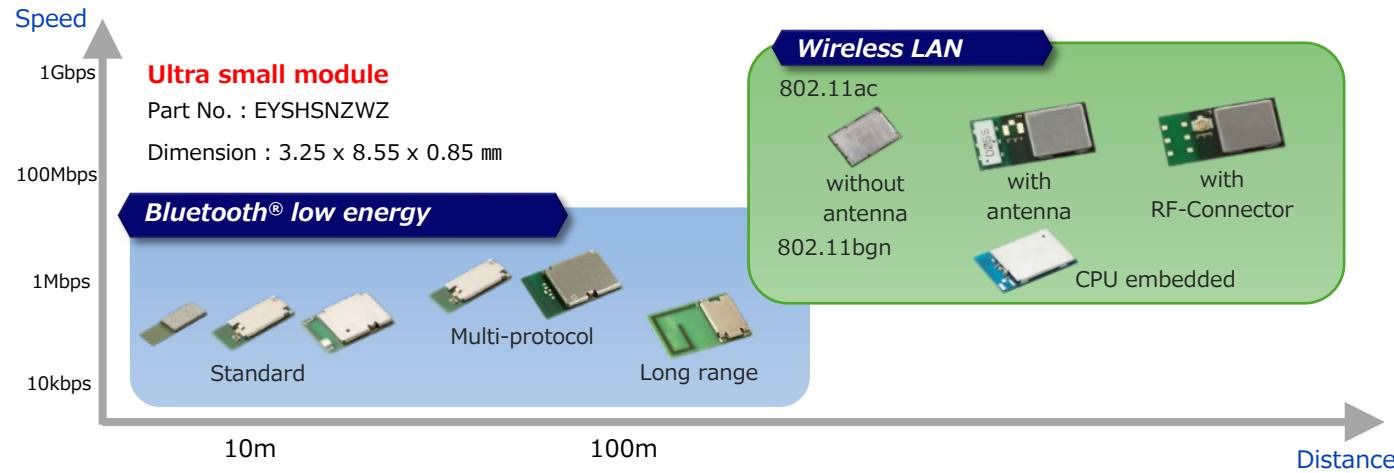 Speed
1Gbps
100Mbps
1Mbps
10kbps
Ultra small module
Part No. : EYSHSNZWZ
Dimension : 3.25 x 8.55 x 0.85 ㎜
Bluetooth® low energy
Standard
Multi-protocol
Long range
Wireless LAN
802.11ac
without
antenna
with
antenna
with
RF-Connector
802.11bgn
CPU embedded
10m
100m
Distance